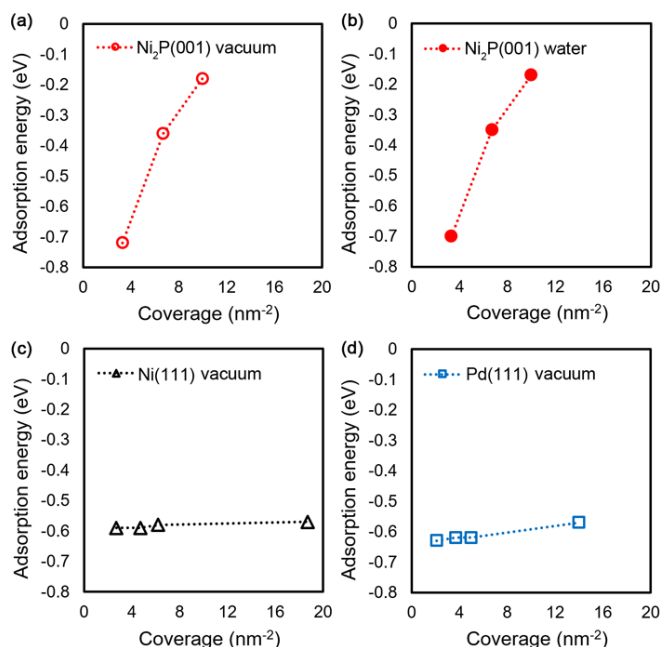 (a)
Ni₂P(001) vacuum
0
-0.1
-0.2
-0.3
-0.4
-0.5
-0.6
-0.7
-0.8
Adsorption energy (eV)
0 4 8 12 16 20
Coverage (nm⁻²)
(b)
Ni₂P(001) water
0
-0.1
-0.2
-0.3
-0.4
-0.5
-0.6
-0.7
-0.8
Adsorption energy (eV)
0 4 8 12 16 20
Coverage (nm⁻²)
(c)
Ni(111) vacuum
0
-0.1
-0.2
-0.3
-0.4
-0.5
-0.6
-0.7
-0.8
Adsorption energy (eV)
0 4 8 12 16 20
Coverage (nm⁻²)
(d)
Pd(111) vacuum
0
-0.1
-0.2
-0.3
-0.4
-0.5
-0.6
-0.7
-0.8
Adsorption energy (eV)
0 4 8 12 16 20
Coverage (nm⁻²)